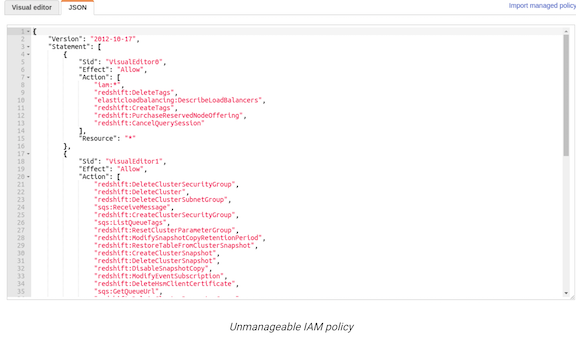 Visual editor JSON Import managed policy
1 {
2 "Version": "2012-10-17",
3 "Statement": [
4 {
5 "Sid": "VisualEditor0",
6 "Effect": "Allow",
7 "Action": [
8 "iam:*",
9 "redshift:DeleteTags",
10 "elasticloadbalancing:DescribeLoadBalancers",
11 "redshift:CreateTags",
12 "redshift:PurchaseReservedNodeOffering",
13 "redshift:CancelQuerySession"
14 ],
15 "Resource": "*"
16 },
17 {
18 "Sid": "VisualEditor1",
19 "Effect": "Allow",
20 "Action": [
21 "redshift:DeleteClusterSecurityGroup",
22 "redshift:DeleteCluster",
23 "redshift:DeleteClusterSubnetGroup",
24 "sqs:ReceiveMessage",
25 "redshift:CreateClusterSecurityGroup",
26 "sqs:ListQueueTags",
27 "redshift:ResetClusterParameterGroup",
28 "redshift:ModifySnapshotCopyRetentionPeriod",
29 "redshift:RestoreTableFromClusterSnapshot",
30 "redshift:CreateClusterSnapshot",
31 "redshift:DeleteClusterSnapshot",
32 "redshift:DisableSnapshotCopy",
33 "redshift:ModifyEventSubscription",
34 "redshift:DeleteHsmClientCertificate",
35 "sqs:GetQueueUrl",
Unmanageable IAM policy